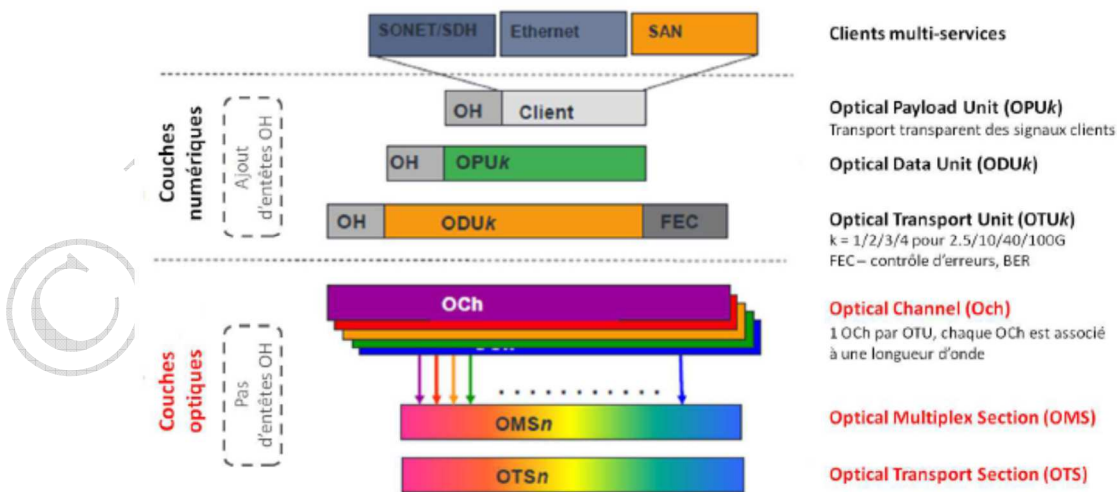 SONET/SDH Ethernet SAN Clients multi-services
OH Client Optical Payload Unit (OPUk)
Transport transparent des signaux clients
OH OPUk Optical Data Unit (ODUk)
Couches numériques
Ajout d'entêtes OH
OH ODUk FEC Optical Transport Unit (OTUk)
k = 1/2/3/4 pour 2.5/10/40/100G
FEC – contrôle d'erreurs, BER
OCh Optical Channel (Och)
1 OCh par OTU, chaque OCh est associé
à une longueur d'onde
Couches optiques
Pas d'entêtes OH
OMSn Optical Multiplex Section (OMS)
OTSn Optical Transport Section (OTS)